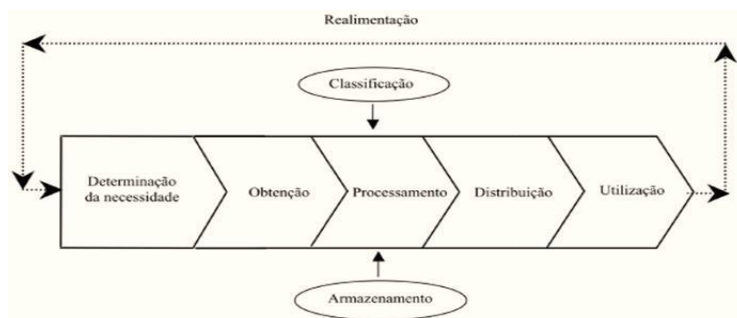 Realimentação
Classificação
Determinação
da necessidade
Obtenção
Processamento
Distribuição
Utilização
Armazenamento